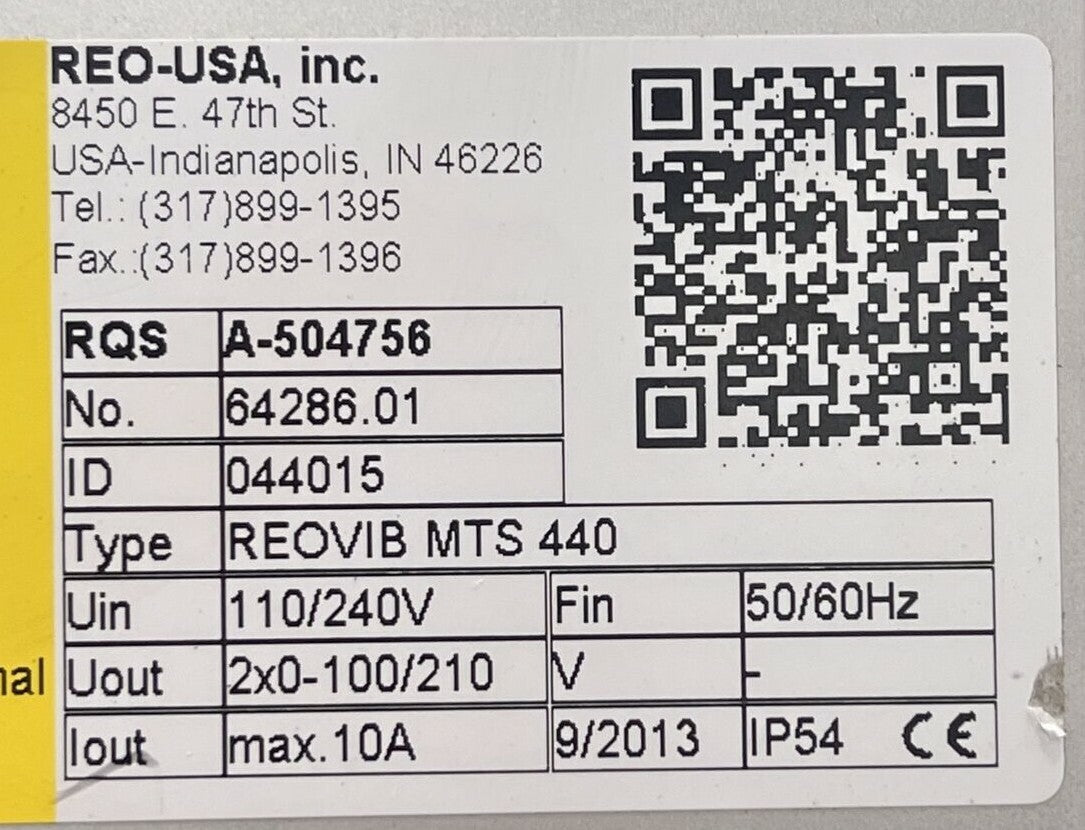 REO-USA, inc.
8450 E. 47th St.
USA-Indianapolis, IN 46226
Tel.: (317)899-1395
Fax.:(317)899-1396
RQS A-504756
No. 64286.01
ID 044015
Type REOVIB MTS 440
Uin 110/240V Fin 50/60Hz
nal Uout 2x0-100/210 V -
Iout max.10A 9/2013 IP54 CE